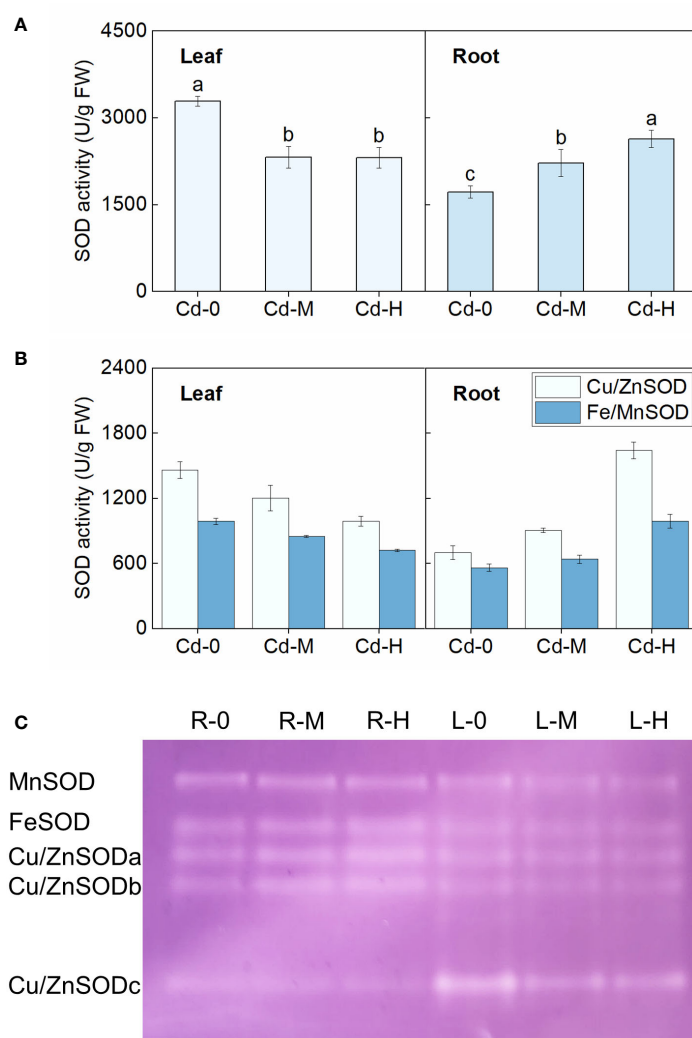 A
SOD activity (U/g FW)
4500
3000
1500
0
Leaf
Root
a
b
b
c
b
a
Cd-0
Cd-M
Cd-H
Cd-0
Cd-M
Cd-H
B
SOD activity (U/g FW)
2400
1800
1200
600
0
Leaf
Root
Cu/ZnSOD
Fe/MnSOD
Cd-0
Cd-M
Cd-H
Cd-0
Cd-M
Cd-H
C
R-0 R-M R-H L-0 L-M L-H
MnSOD
FeSOD
Cu/ZnSODa
Cu/ZnSODb
Cu/ZnSODc